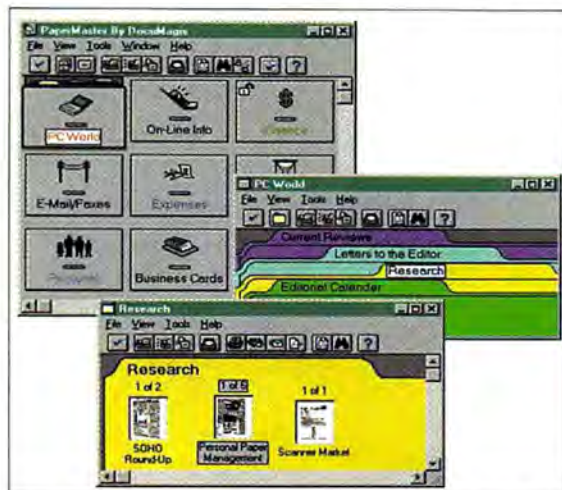 PaperMaster By DocuMagix
File View Tools Window Help
PC World
On-Line Info
Finance
E-Mail/Faxes
Expenses
Business Cards
PC World
File View Tools Help
Current Reviews
Letters to the Editor
Research
Editorial Calendar
Research
File View Tools Help
Research
1 of 2
1 of 6
1 of 1
SOHO
Round-Up
Personal Paper
Management
Scanner Market